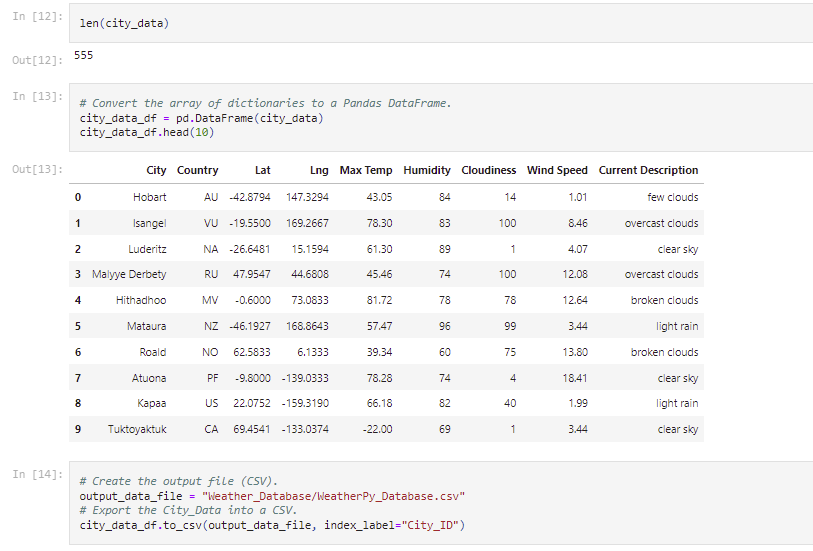 In [12]: len(city_data)
Out[12]: 555
In [13]: # Convert the array of dictionaries to a Pandas DataFrame.
city_data_df = pd.DataFrame(city_data)
city_data_df.head(10)
Out[13]:
City Country Lat Lng Max Temp Humidity Cloudiness Wind Speed Current Description
0 Hobart AU -42.8794 147.3294 43.05 84 14 1.01 few clouds
1 Isangel VU -19.5500 169.2667 78.30 83 100 8.46 overcast clouds
2 Luderitz NA -26.6481 15.1594 61.30 89 1 4.07 clear sky
3 Malyye Derbety RU 47.9547 44.6808 45.46 74 100 12.08 overcast clouds
4 Hithadhoo MV -0.6000 73.0833 81.72 78 78 12.64 broken clouds
5 Mataura NZ -46.1927 168.8643 57.47 96 99 3.44 light rain
6 Roald NO 62.5833 6.1333 39.34 60 75 13.80 broken clouds
7 Atuona PF -9.8000 -139.0333 78.28 74 4 18.41 clear sky
8 Kapaa US 22.0752 -159.3190 66.18 82 40 1.99 light rain
9 Tuktoyaktuk CA 69.4541 -133.0374 -22.00 69 1 3.44 clear sky
In [14]: # Create the output file (CSV).
output_data_file = "Weather_Database/WeatherPy_Database.csv"
# Export the City_Data into a CSV.
city_data_df.to_csv(output_data_file, index_label="City_ID")